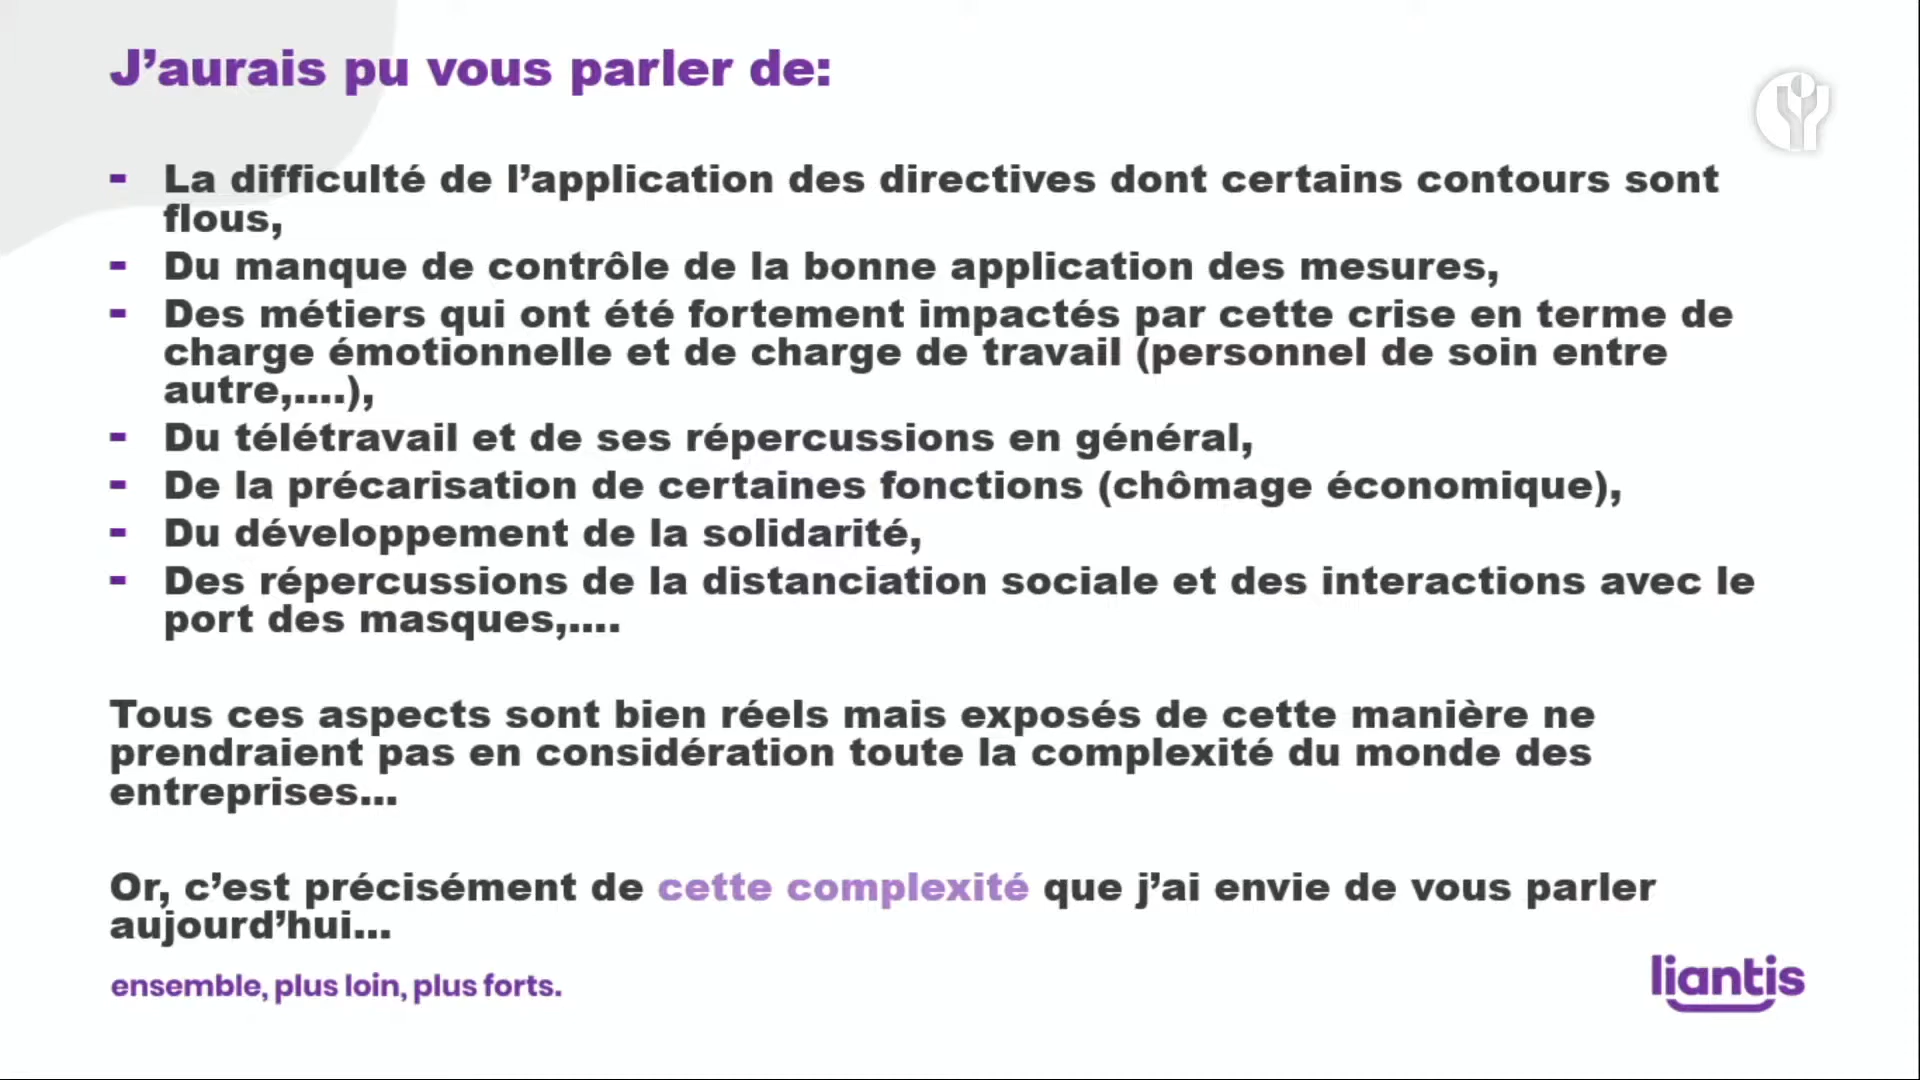 J’aurais pu vous parler de:
- La difficulté de l’application des directives dont certains contours sont
flous,
- Du manque de contrôle de la bonne application des mesures,
- Des métiers qui ont été fortement impactés par cette crise en terme de
charge émotionnelle et de charge de travail (personnel de soin entre
autre,....),
- Du télétravail et de ses répercussions en général,
- De la précarisation de certaines fonctions (chômage économique),
- Du développement de la solidarité,
- Des répercussions de la distanciation sociale et des interactions avec le
port des masques,....
Tous ces aspects sont bien réels mais exposés de cette manière ne
prendraient pas en considération toute la complexité du monde des
entreprises...
Or, c’est précisément de cette complexité que j’ai envie de vous parler
aujourd’hui...
ensemble, plus loin, plus forts.
liantis